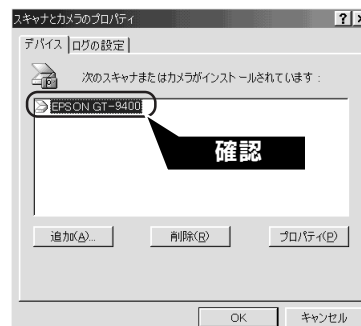 スキャナとカメラのプロパティ
デバイス ログの設定
次のスキャナまたはカメラがインストールされています :
EPSON GT-9400
確認
追加(A)... 削除(R) プロパティ(P)
OK キャンセル